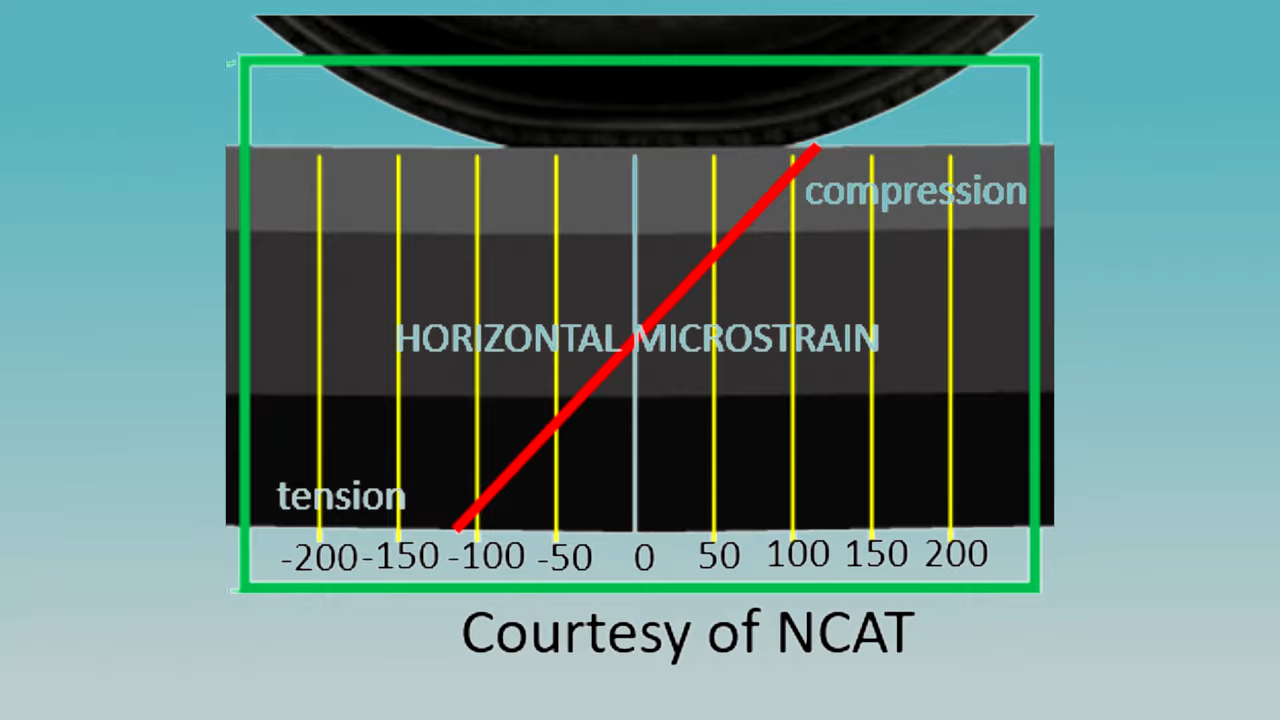 compression
HORIZONTAL MICROSTRAIN
tension
-200 -150 -100 -50 0 50 100 150 200
Courtesy of NCAT